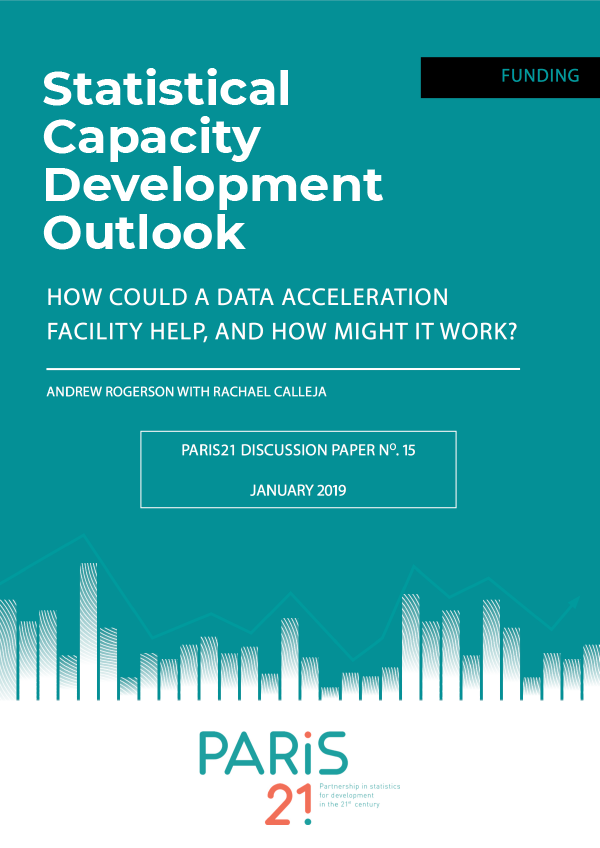 FUNDING
Statistical
Capacity
Development
Outlook
HOW COULD A DATA ACCELERATION
FACILITY HELP, AND HOW MIGHT IT WORK?
ANDREW ROGERSON WITH RACHAEL CALLEJA
PARIS21 DISCUSSION PAPER Nº. 15
JANUARY 2019
PARiS
21
Partnership in statistics
for development
in the 21st century